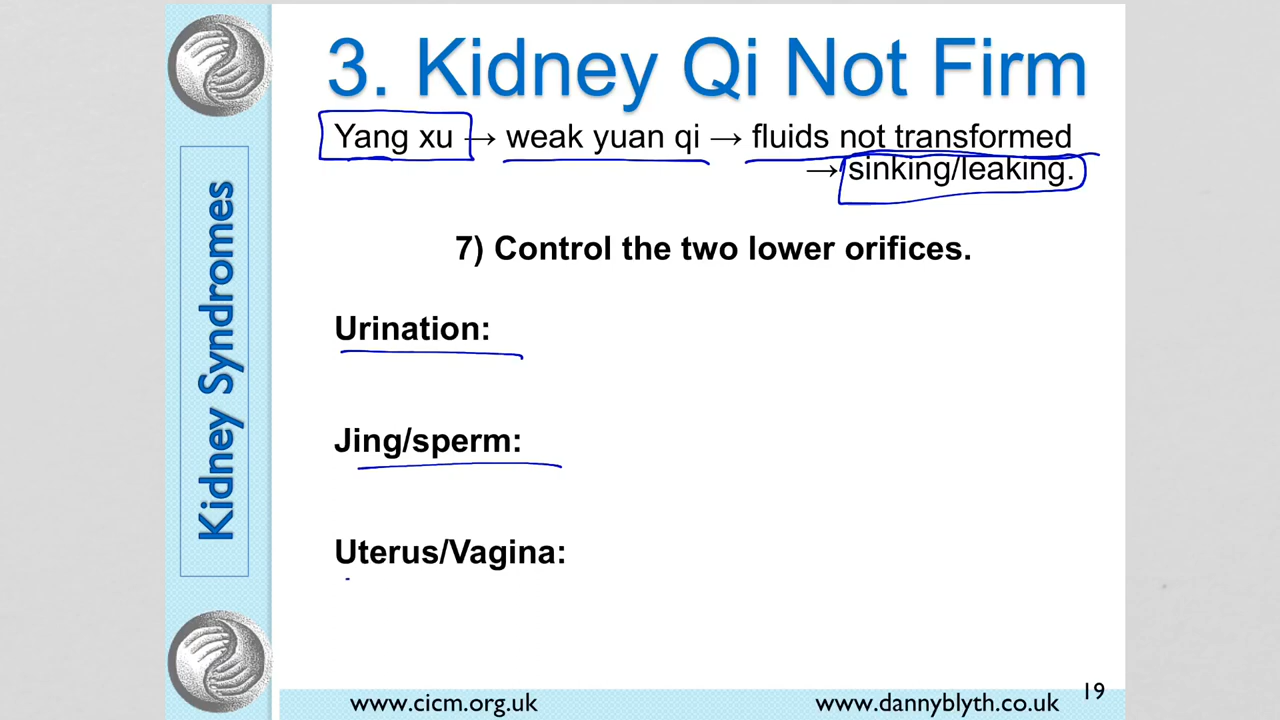 3. Kidney Qi Not Firm
Yang xu → weak yuan qi → fluids not transformed
→ sinking/leaking.
7) Control the two lower orifices.
Urination:
Jing/sperm:
Uterus/Vagina:
Kidney Syndromes
www.cicm.org.uk
www.dannyblyth.co.uk
19